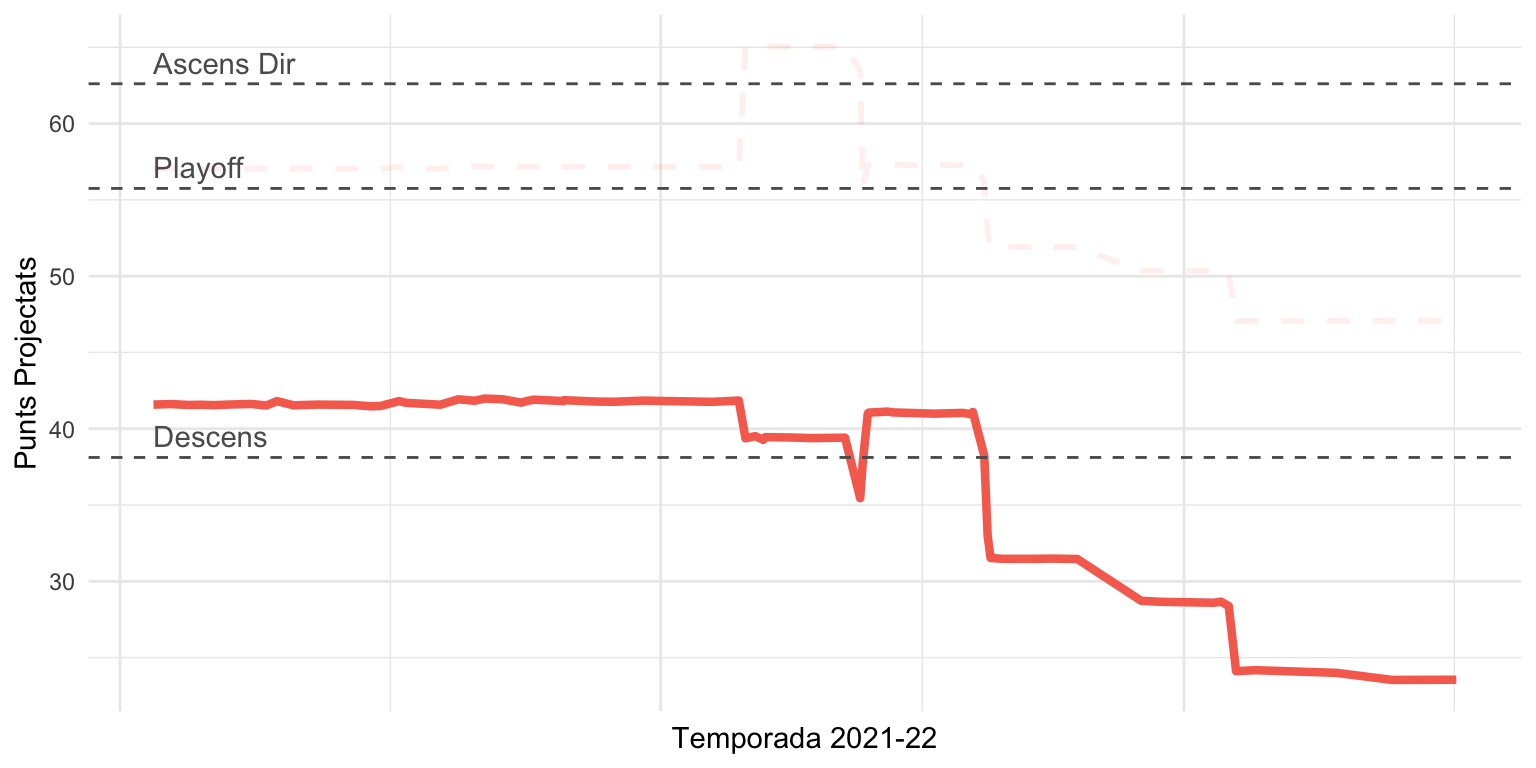 Ascens Dir
60
Playoff
50
Punts Projectats
40
Descens
30
Temporada 2021-22